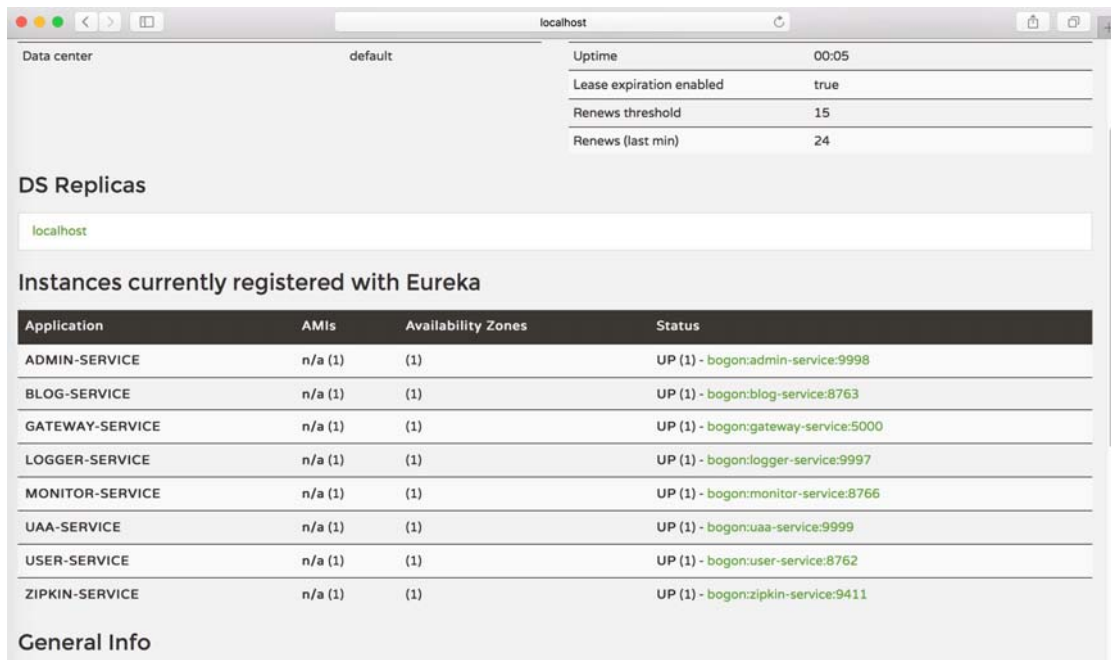 localhost
Data center default
Uptime 00:05
Lease expiration enabled true
Renews threshold 15
Renews (last min) 24
DS Replicas
localhost
Instances currently registered with Eureka
Application AMIs Availability Zones Status
ADMIN-SERVICE n/a (1) (1) UP (1) - bogon:admin-service:9998
BLOG-SERVICE n/a (1) (1) UP (1) - bogon:blog-service:8763
GATEWAY-SERVICE n/a (1) (1) UP (1) - bogon:gateway-service:5000
LOGGER-SERVICE n/a (1) (1) UP (1) - bogon:logger-service:9997
MONITOR-SERVICE n/a (1) (1) UP (1) - bogon:monitor-service:8766
UAA-SERVICE n/a (1) (1) UP (1) - bogon:uaa-service:9999
USER-SERVICE n/a (1) (1) UP (1) - bogon:user-service:8762
ZIPKIN-SERVICE n/a (1) (1) UP (1) - bogon:zipkin-service:9411
General Info